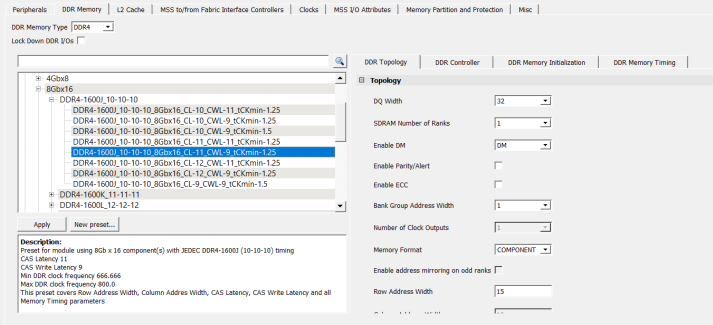 Peripherals DDR Memory L2 Cache MSS to/from Fabric Interface Controllers Clocks MSS I/O Attributes Memory Partition and Protection Misc
DDR Memory Type DDR4
Lock Down DDR I/Os
4Gbx8
8Gbx16
DDR4-1600J_10-10-10
DDR4-1600J_10-10-10_8Gbx16_CL-10_CWL-11_tCKmin-1.25
DDR4-1600J_10-10-10_8Gbx16_CL-10_CWL-9_tCKmin-1.25
DDR4-1600J_10-10-10_8Gbx16_CL-10_CWL-9_tCKmin-1.5
DDR4-1600J_10-10-10_8Gbx16_CL-11_CWL-11_tCKmin-1.25
DDR4-1600J_10-10-10_8Gbx16_CL-11_CWL-9_tCKmin-1.25
DDR4-1600J_10-10-10_8Gbx16_CL-12_CWL-11_tCKmin-1.25
DDR4-1600J_10-10-10_8Gbx16_CL-12_CWL-9_tCKmin-1.25
DDR4-1600J_10-10-10_8Gbx16_CL-9_CWL-9_tCKmin-1.5
DDR4-1600K_11-11-11
DDR4-1600L_12-12-12
Apply New preset...
Description:
Preset for module using 8Gb x 16 component(s) with JEDEC DDR4-1600J (10-10-10) timing
CAS Latency 11
CAS Write Latency 9
Min DDR clock frequency 666.666
Max DDR clock frequency 800.0
This preset covers Row Address Width, Column Addres Width, CAS Latency, CAS Write Latency and all
Memory Timing parameters
DDR Topology DDR Controller DDR Memory Initialization DDR Memory Timing
Topology
DQ Width 32
SDRAM Number of Ranks 1
Enable DM DM
Enable Parity/Alert
Enable ECC
Bank Group Address Width 1
Number of Clock Outputs 1
Memory Format COMPONENT
Enable address mirroring on odd ranks
Row Address Width 15